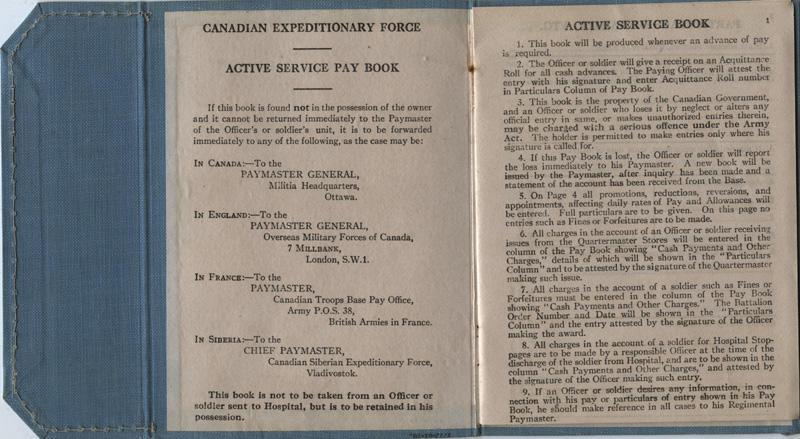 CANADIAN EXPEDITIONARY FORCE
ACTIVE SERVICE PAY BOOK
If this book is found not in the possession of the owner
and it cannot be returned immediately to the Paymaster
of the Officer's or soldier's unit, it is to be forwarded
immediately to any of the following, as the case may be:
IN CANADA:—To the
PAYMASTER GENERAL,
Militia Headquarters,
Ottawa.
IN ENGLAND:—To the
PAYMASTER GENERAL,
Overseas Military Forces of Canada,
7 MILLBANK,
London, S.W.1.
IN FRANCE:—To the
PAYMASTER,
Canadian Troops Base Pay Office,
Army P.O.S. 38,
British Armies in France.
IN SIBERIA:—To the
CHIEF PAYMASTER,
Canadian Siberian Expeditionary Force,
Vladivostok.
This book is not to be taken from an Officer or
soldier sent to Hospital, but is to be retained in his
possession.
1
ACTIVE SERVICE BOOK
1. This book will be produced whenever an advance of pay
is required.
2. The Officer or soldier will give a receipt on an Acquittance
Roll for all cash advances. The Paying Officer will attest the
entry with his signature and enter Acquittance Roll number
in Particulars Column of Pay Book.
3. This book is the property of the Canadian Government,
and an Officer or soldier who loses it by neglect or alters any
official entry in same, or makes unauthorized entries therein,
may be charged with a serious offence under the Army
Act. The holder is permitted to make entries only where his
signature is called for.
4. If this Pay Book is lost, the Officer or soldier will report
the loss immediately to his Paymaster. A new book will be
issued by the Paymaster, after inquiry has been made and a
statement of the account has been received from the Base.
5. On Page 4 all promotions, reductions, reversions, and
appointments, affecting daily rates of Pay and Allowances will
be entered. Full particulars are to be given. On this page no
entries such as Fines or Forfeitures are to be made.
6. All charges in the account of an Officer or soldier receiving
issues from the Quartermaster Stores will be entered in the
column of the Pay Book showing "Cash Payments and Other
Charges," details of which will be shown in the "Particulars
Column" and to be attested by the signature of the Quartermaster
making such issue.
7. All charges in the account of a soldier such as Fines or
Forfeitures must be entered in the column of the Pay Book
showing "Cash Payments and Other Charges." The Battalion
Order Number and Date will be shown in the "Particulars
Column" and the entry attested by the signature of the Officer
making the award.
8. All charges in the account of a soldier for Hospital Stop-
pages are to be made by a responsible Officer at the time of the
discharge of the soldier from Hospital, and are to be shown in the
column "Cash Payments and Other Charges," and attested by
the signature of the Officer making such entry.
9. If an Officer or soldier desires any information, in con-
nection with his pay or particulars of entry shown in his Pay
Book, he should make reference in all cases to his Regimental
Paymaster.